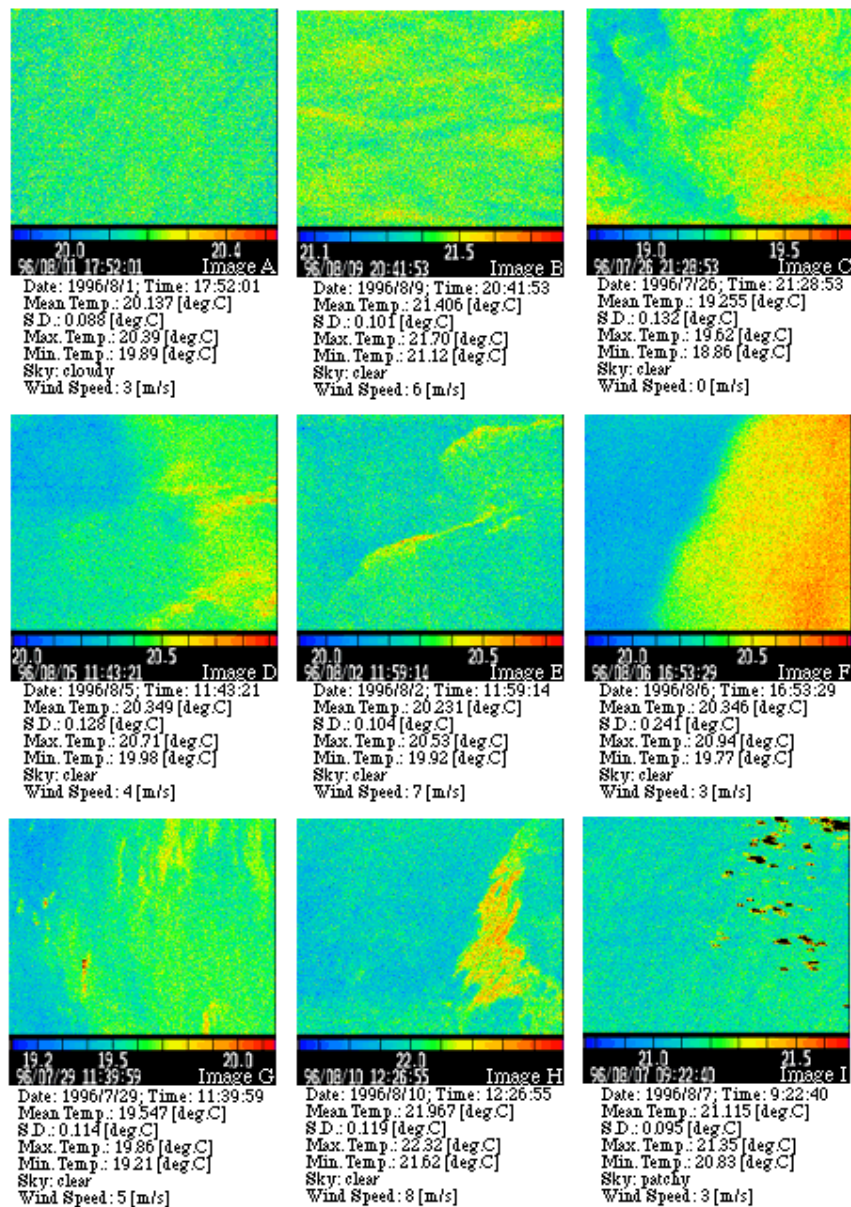 20.0 20.4
96/08/01 17:52:01 Image A
Date: 1996/8/1; Time: 17:52:01
Mean Temp.: 20.137 [deg.C]
S.D.: 0.088 [deg.C]
Max. Temp.: 20.39 [deg.C]
Min. Temp.: 19.89 [deg.C]
Sky: cloudy
Wind Speed: 3 [m/s]
21.1 21.5
96/08/09 20:41:53 Image B
Date: 1996/8/9; Time: 20:41:53
Mean Temp.: 21.406 [deg.C]
S.D.: 0.101 [deg.C]
Max. Temp.: 21.70 [deg.C]
Min. Temp.: 21.12 [deg.C]
Sky: clear
Wind Speed: 6 [m/s]
19.0 19.5
96/07/26 21:28:53 Image C
Date: 1996/7/26; Time: 21:28:53
Mean Temp.: 19.255 [deg.C]
S.D.: 0.132 [deg.C]
Max. Temp.: 19.62 [deg.C]
Min. Temp.: 18.86 [deg.C]
Sky: clear
Wind Speed: 0 [m/s]
20.0 20.5
96/08/05 11:43:21 Image D
Date: 1996/8/5; Time: 11:43:21
Mean Temp.: 20.349 [deg.C]
S.D.: 0.128 [deg.C]
Max. Temp.: 20.71 [deg.C]
Min. Temp.: 19.98 [deg.C]
Sky: clear
Wind Speed: 4 [m/s]
20.0 20.5
96/08/02 11:59:14 Image E
Date: 1996/8/2; Time: 11:59:14
Mean Temp.: 20.231 [deg.C]
S.D.: 0.104 [deg.C]
Max. Temp.: 20.53 [deg.C]
Min. Temp.: 19.92 [deg.C]
Sky: clear
Wind Speed: 7 [m/s]
20.0 20.5
96/08/06 16:53:29 Image F
Date: 1996/8/6; Time: 16:53:29
Mean Temp.: 20.346 [deg.C]
S.D.: 0.241 [deg.C]
Max. Temp.: 20.94 [deg.C]
Min. Temp.: 19.77 [deg.C]
Sky: clear
Wind Speed: 3 [m/s]
19.2 19.5 20.0
96/07/29 11:39:59 Image G
Date: 1996/7/29; Time: 11:39:59
Mean Temp.: 19.547 [deg.C]
S.D.: 0.114 [deg.C]
Max. Temp.: 19.86 [deg.C]
Min. Temp.: 19.21 [deg.C]
Sky: clear
Wind Speed: 5 [m/s]
22.0
96/08/10 12:26:55 Image H
Date: 1996/8/10; Time: 12:26:55
Mean Temp.: 21.967 [deg.C]
S.D.: 0.119 [deg.C]
Max. Temp.: 22.32 [deg.C]
Min. Temp.: 21.62 [deg.C]
Sky: clear
Wind Speed: 8 [m/s]
21.0 21.5
96/08/07 09:22:40 Image I
Date: 1996/8/7; Time: 9:22:40
Mean Temp.: 21.115 [deg.C]
S.D.: 0.095 [deg.C]
Max. Temp.: 21.35 [deg.C]
Min. Temp.: 20.83 [deg.C]
Sky: patchy
Wind Speed: 3 [m/s]